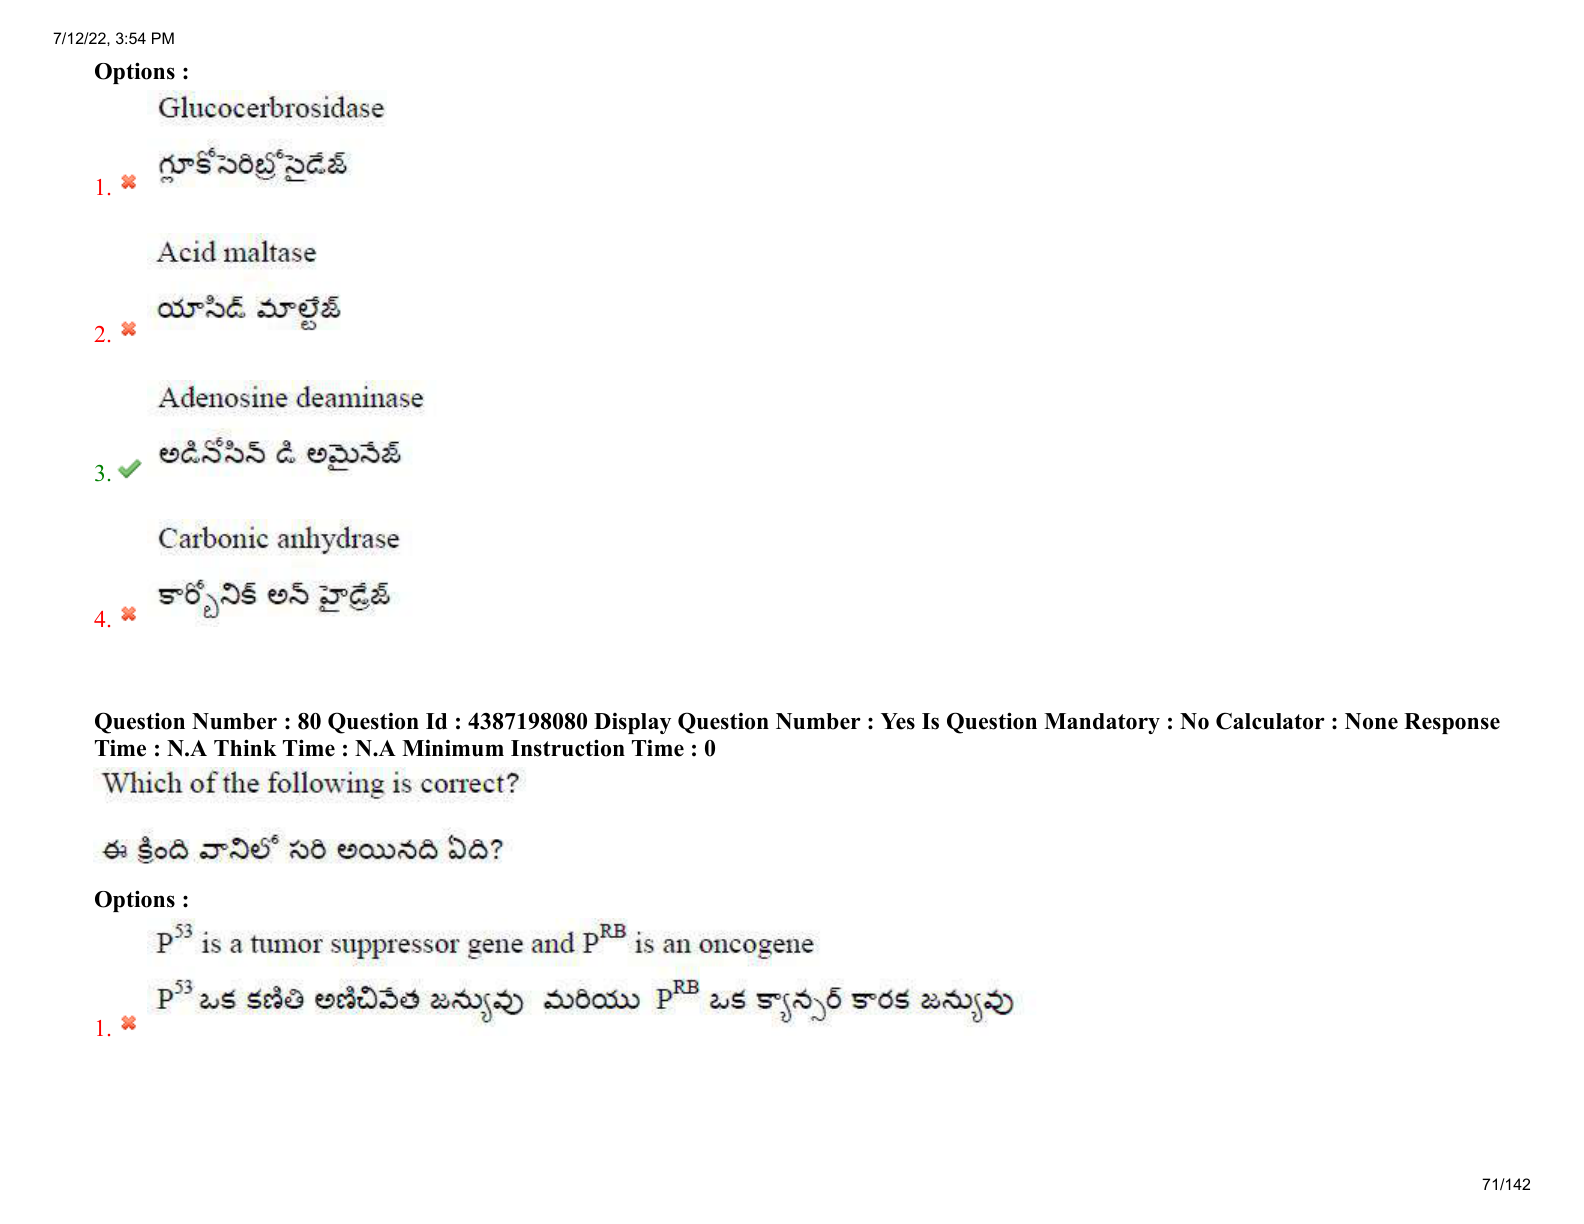 7/12/22, 3:54 PM
Options :
Glucocerbrosidase
గ్లూకోసెరిబ్రోసైడేజ్
1.
Acid maltase
యాసిడ్ మాల్టేజ్
2.
Adenosine deaminase
అడినోసిన్ డి అమైనేజ్
3.
Carbonic anhydrase
కార్బోనిక్ అన్ హైడ్రేజ్
4.
Question Number : 80 Question Id : 4387198080 Display Question Number : Yes Is Question Mandatory : No Calculator : None Response
Time : N.A Think Time : N.A Minimum Instruction Time : 0
Which of the following is correct?
ఈ క్రింది వానిలో సరి అయినది ఏది?
Options :
P53 is a tumor suppressor gene and PRB is an oncogene
P53 ఒక కణితి అణిచివేత జన్యువు మరియు PRB ఒక క్యాన్సర్ కారక జన్యువు
1.
71/142